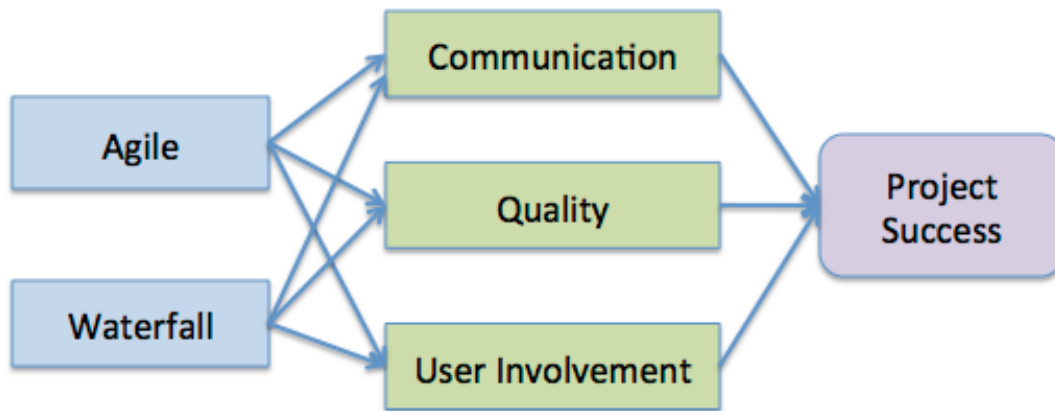 Communication
Agile
Quality
Project
Success
Waterfall
User Involvement